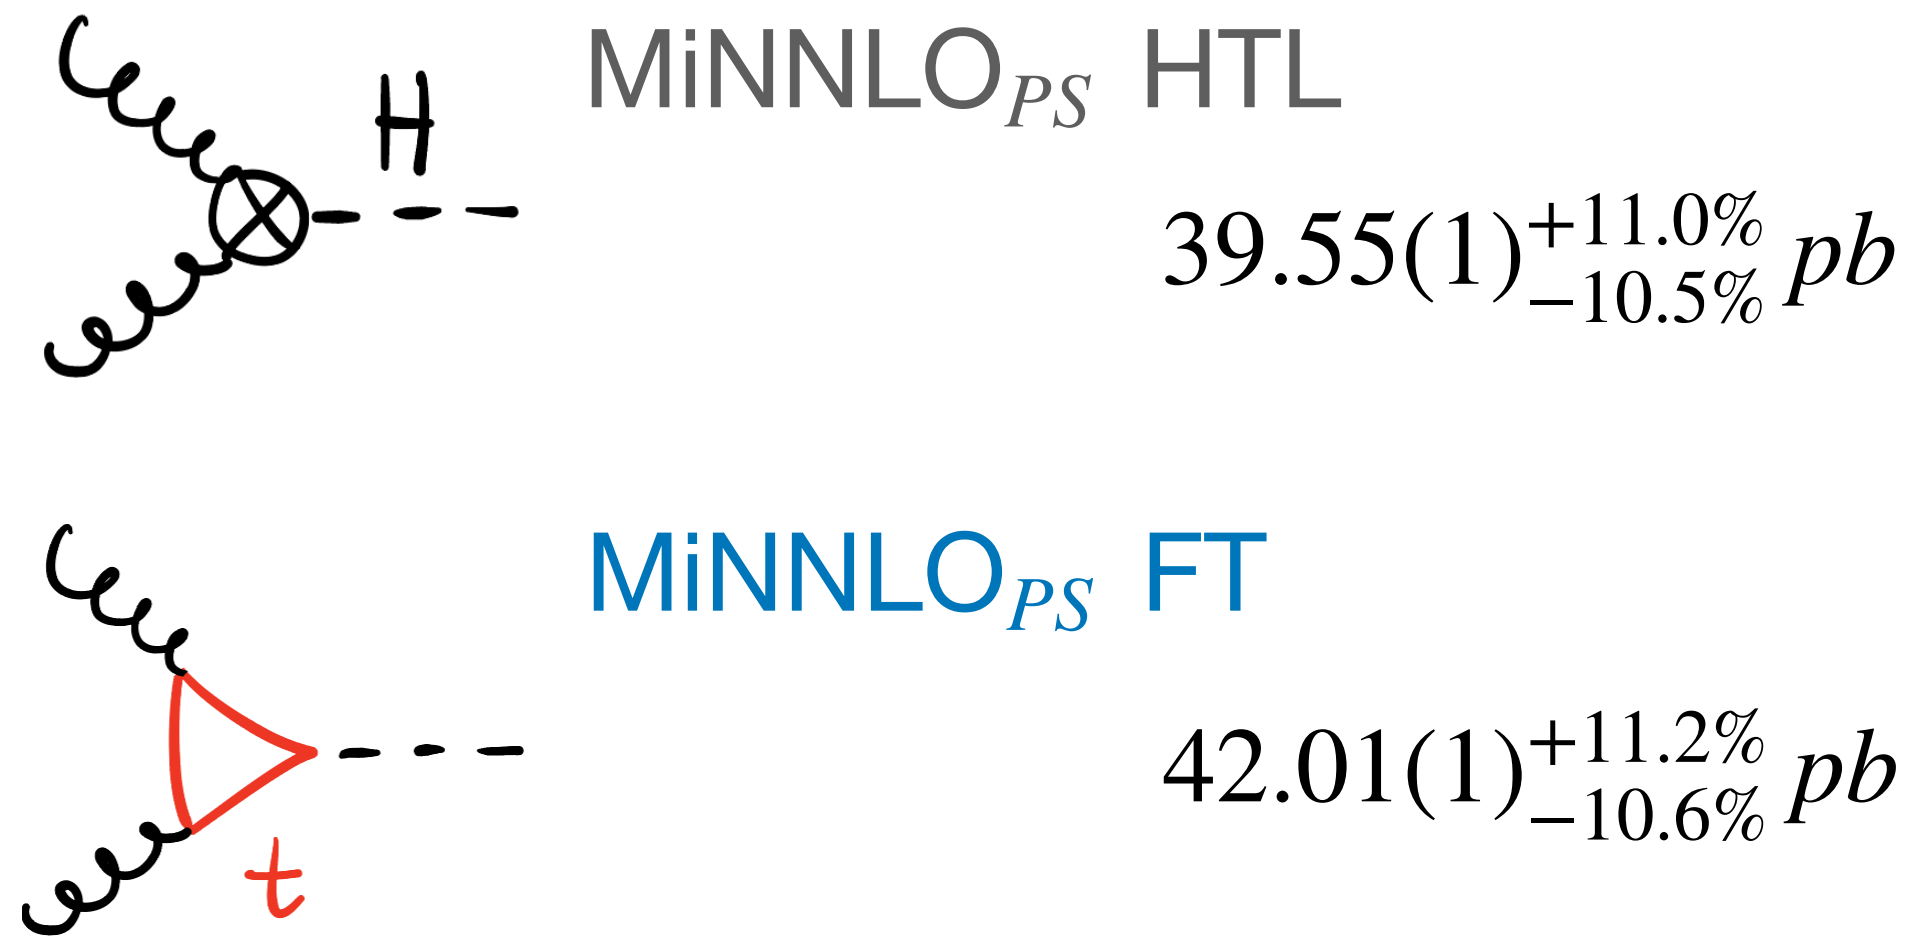 MiNNLO_PS HTL
H
39.55(1)^{+11.0%}_{−10.5%} pb
MiNNLO_PS FT
42.01(1)^{+11.2%}_{−10.6%} pb
t